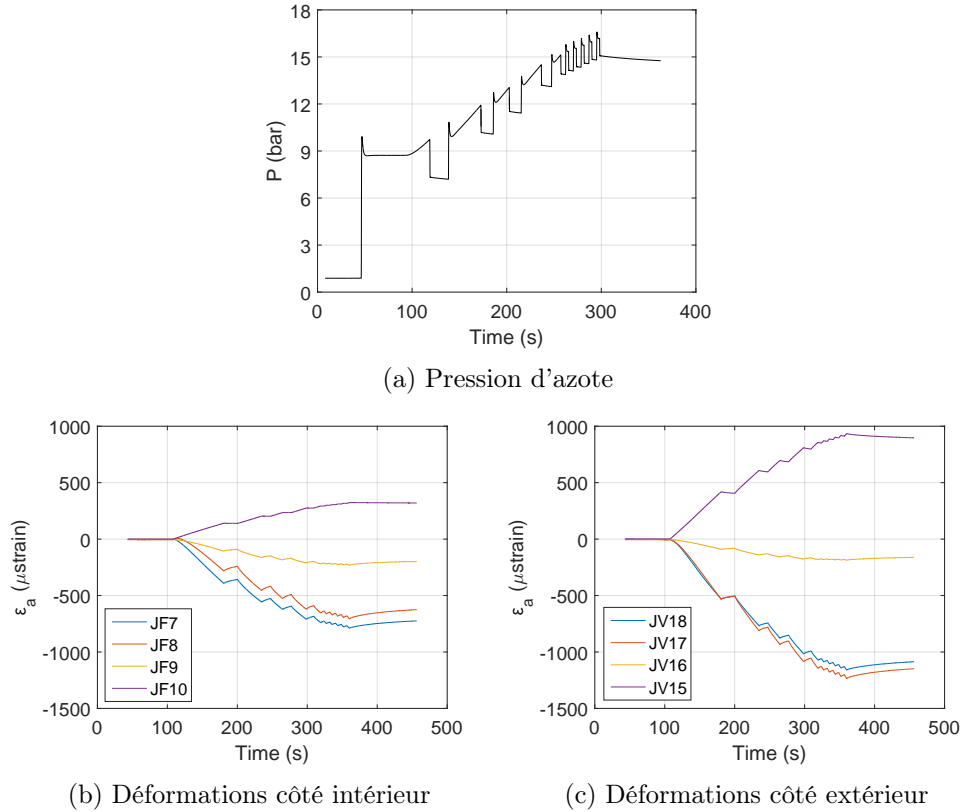 18
15
12
9
6
3
0
P (bar)
0 100 200 300 400
Time (s)
(a) Pression d'azote
1000
500
0
-500
-1000
-1500
ε_a (μstrain)
JF7
JF8
JF9
JF10
0 100 200 300 400 500
Time (s)
(b) Déformations côté intérieur
1000
500
0
-500
-1000
-1500
ε_a (μstrain)
JV18
JV17
JV16
JV15
0 100 200 300 400 500
Time (s)
(c) Déformations côté extérieur